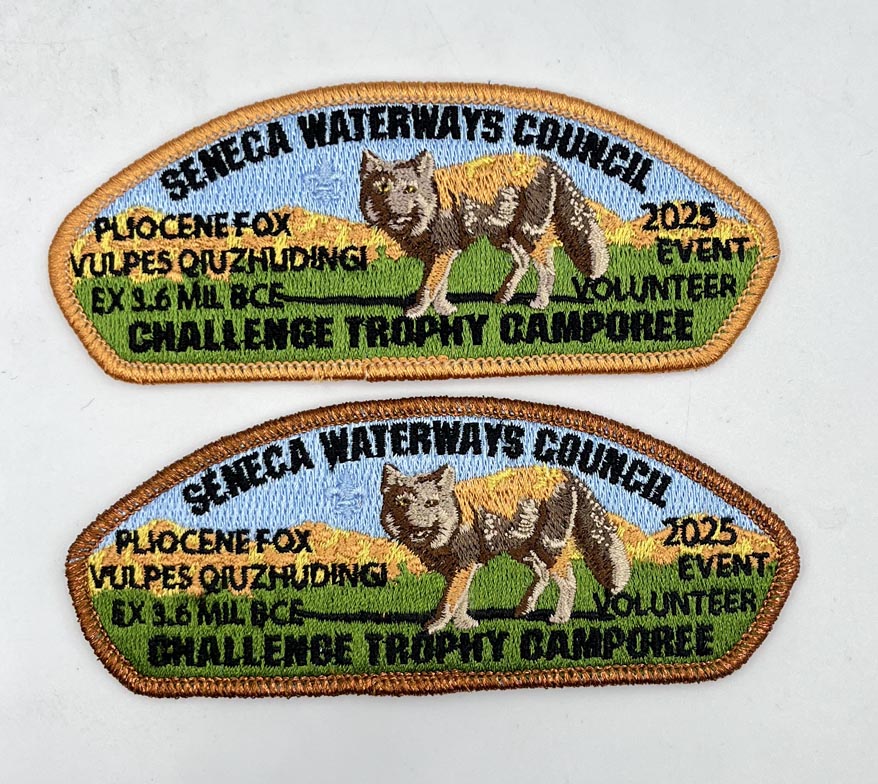 SENECA WATERWAYS COUNCIL
PLIOCENE FOX
VULPES QIUZHUDINGI
EX 3.6 MIL BCE
2025
EVENT
VOLUNTEER
CHALLENGE TROPHY CAMPOREE
SENECA WATERWAYS COUNCIL
PLIOCENE FOX
VULPES QIUZHUDINGI
EX 3.6 MIL BCE
2025
EVENT
VOLUNTEER
CHALLENGE TROPHY CAMPOREE